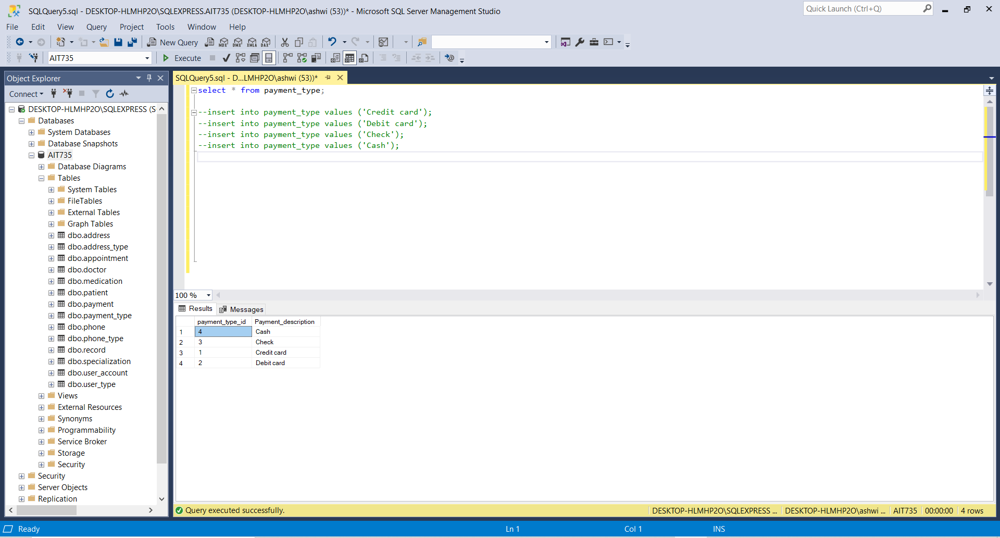 SQLQuery5.sql - DESKTOP-HLMHP2O\SQLEXPRESS.AIT735 (DESKTOP-HLMHP2O\ashwi (53))* - Microsoft SQL Server Management Studio
Quick Launch (Ctrl+Q)
File Edit View Query Project Tools Window Help
New Query MDX DMX XMLA DAX
AIT735 Execute
Object Explorer
Connect
DESKTOP-HLMHP2O\SQLEXPRESS (S
Databases
System Databases
Database Snapshots
AIT735
Database Diagrams
Tables
System Tables
FileTables
External Tables
Graph Tables
dbo.address
dbo.address_type
dbo.appointment
dbo.doctor
dbo.medication
dbo.patient
dbo.payment
dbo.payment_type
dbo.phone
dbo.phone_type
dbo.record
dbo.specialization
dbo.user_account
dbo.user_type
Views
External Resources
Synonyms
Programmability
Service Broker
Storage
Security
Security
Server Objects
Replication
SQLQuery5.sql - D...LMHP2O\ashwi (53))*
select * from payment_type;
--insert into payment_type values ('Credit card');
--insert into payment_type values ('Debit card');
--insert into payment_type values ('Check');
--insert into payment_type values ('Cash');
100 %
Results Messages
payment_type_id Payment_description
1 4 Cash
2 3 Check
3 1 Credit card
4 2 Debit card
Query executed successfully. DESKTOP-HLMHP2O\SQLEXPRESS ... DESKTOP-HLMHP2O\ashwi ... AIT735 00:00:00 4 rows
Ready Ln 1 Col 1 INS